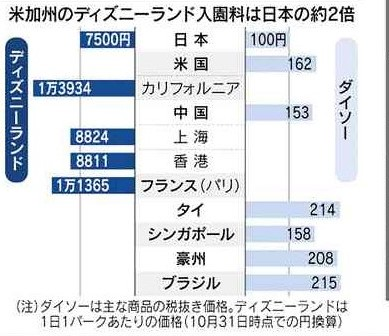 米加州のディズニーランド入園料は日本の約2倍
ディズニーランド
ダイソー
7500円 日本 100円
米国 162
1万3934 カリフォルニア
中国 153
8824 上海
8811 香港
1万1365 フランス(パリ)
タイ 214
シンガポール 158
豪州 208
ブラジル 215
(注)ダイソーは主な商品の税抜き価格。ディズニーランドは
1日1パークあたりの価格(10月31日時点での円換算)